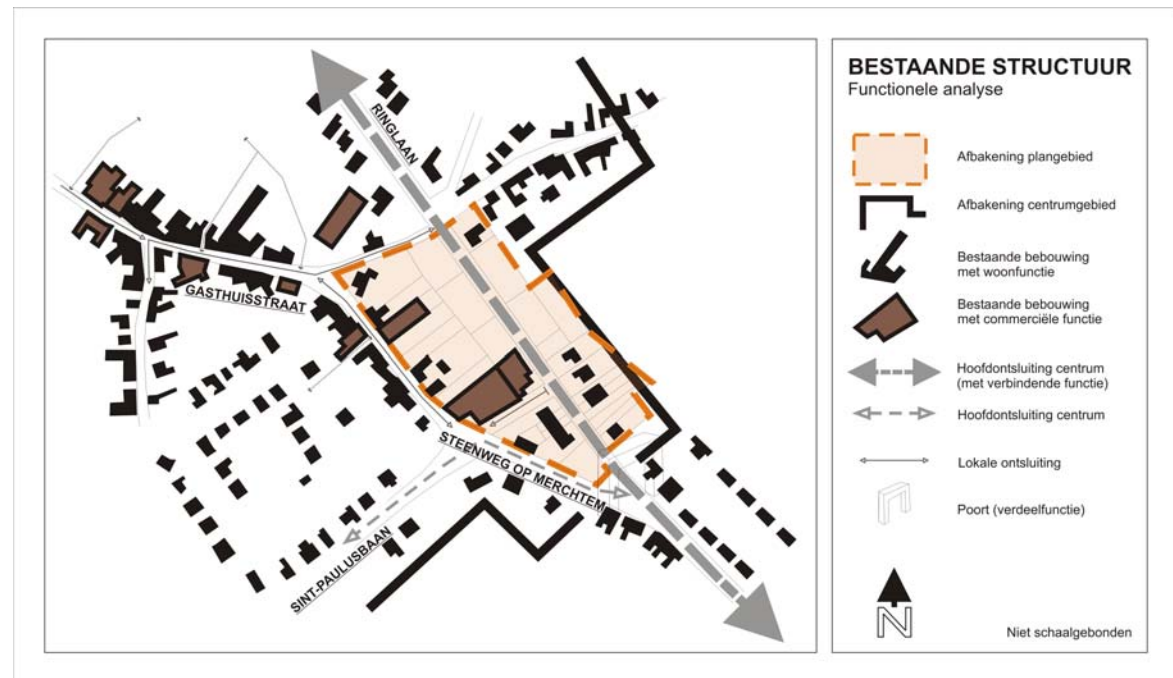 RINGLAAN
GASTHUISSTRAAT
STEENWEG OP MERCHTEM
SINT-PAULUSBAAN
BESTAANDE STRUCTUUR
Functionele analyse
Afbakening plangebied
Afbakening centrumgebied
Bestaande bebouwing
met woonfunctie
Bestaande bebouwing
met commerciële functie
Hoofdontsluiting centrum
(met verbindende functie)
Hoofdontsluiting centrum
Lokale ontsluiting
Poort (verdeelfunctie)
N
Niet schaalgebonden